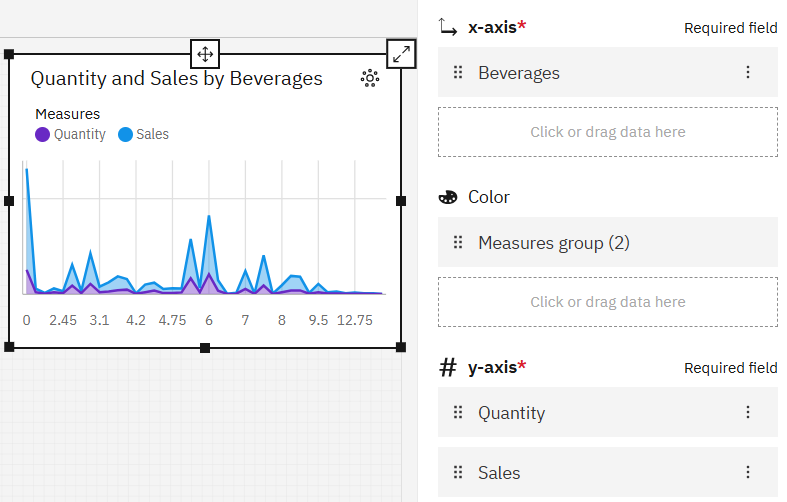 Quantity and Sales by Beverages
Measures
Quantity Sales
0 2.45 3.1 4.2 4.75 6 7 8 9.5 12.75
x-axis* Required field
Beverages
Click or drag data here
Color
Measures group (2)
Click or drag data here
# y-axis* Required field
Quantity
Sales